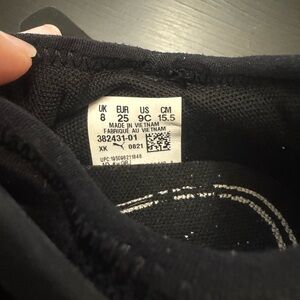 UK EUR US CM
8 25 9C 15.5
MADE IN VIETNAM
FABRIQUE AU VIETNAM
382431-01
XK 0821